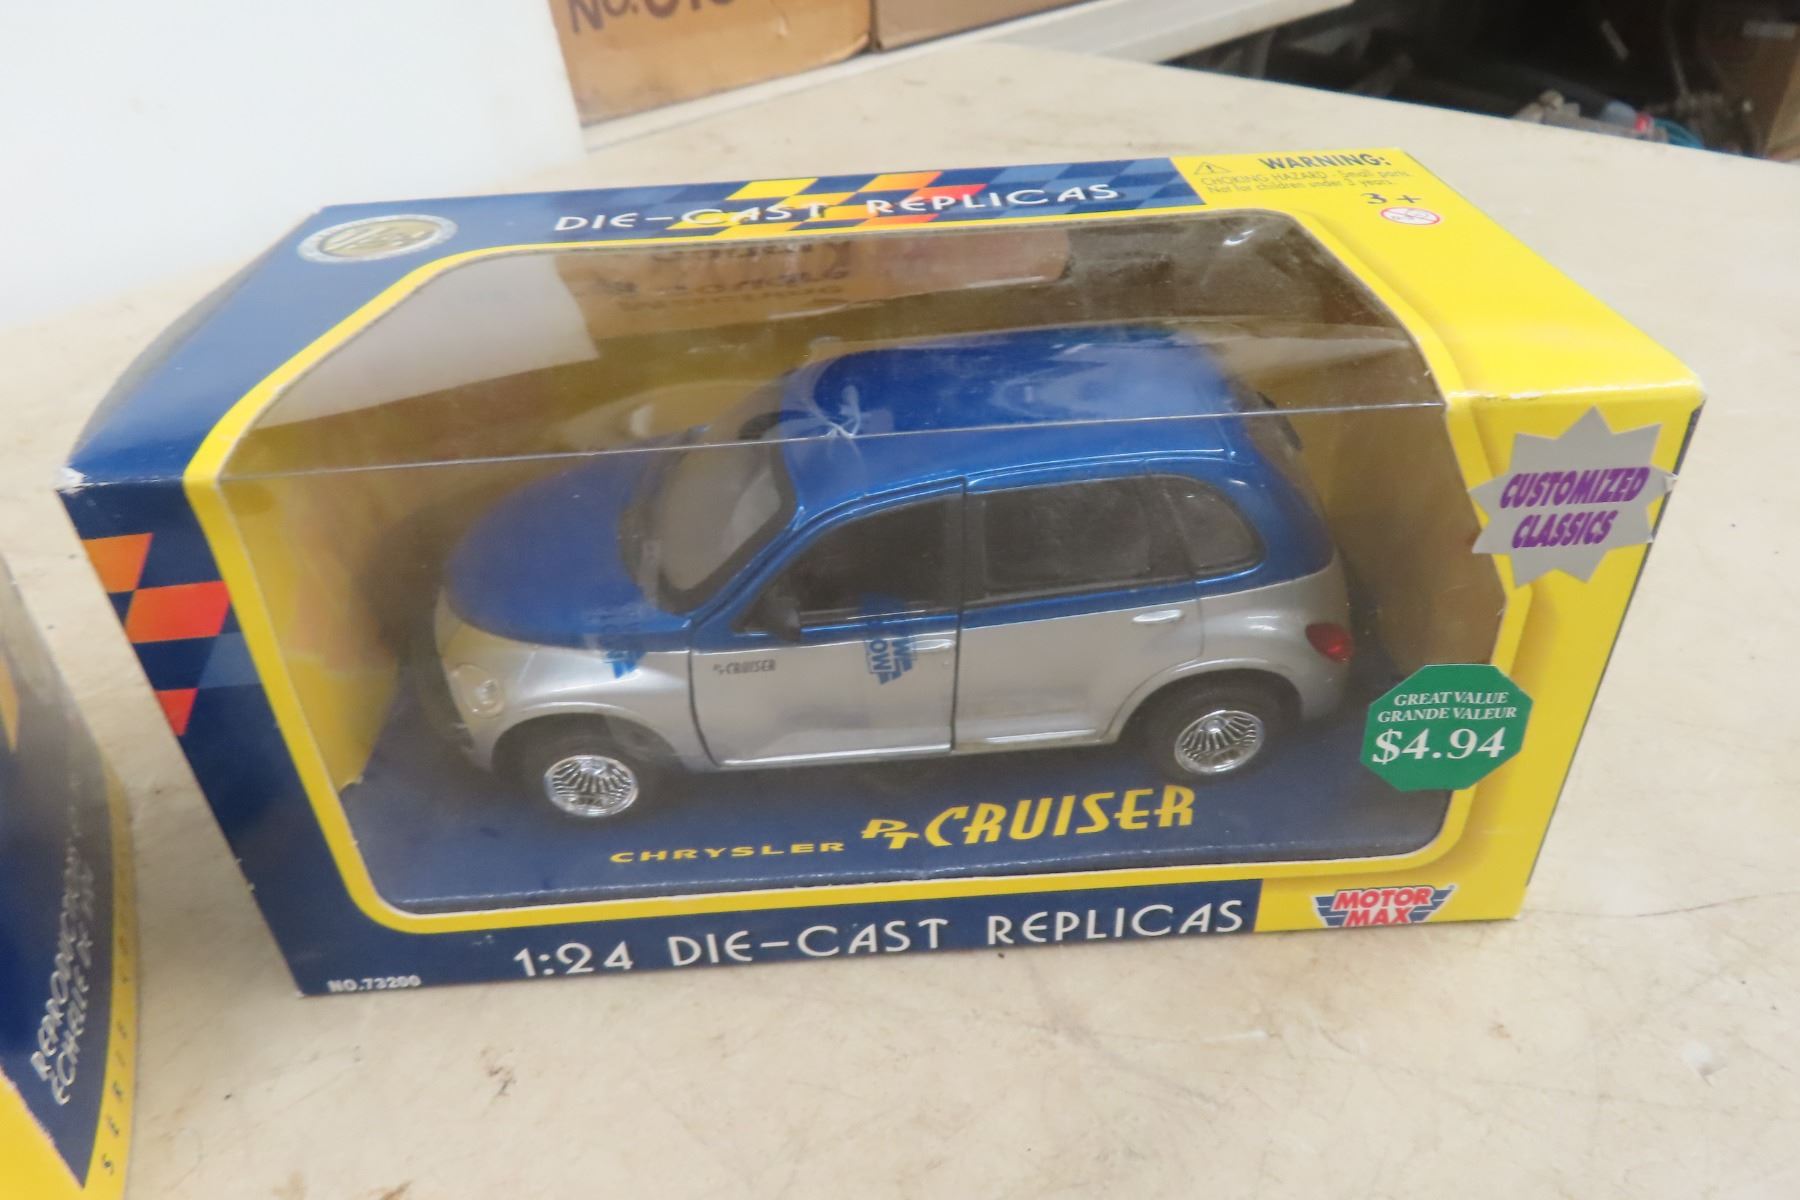 DIE-CAST REPLICAS
WARNING:
CHOKING HAZARD - Small parts.
Not for children under 3 years.
3+
CUSTOMIZED
CLASSICS
GREAT VALUE
GRANDE VALEUR
$4.94
PT CRUISER
CHRYSLER PT CRUISER
1:24 DIE-CAST REPLICAS
MOTOR
MAX
NO.73200